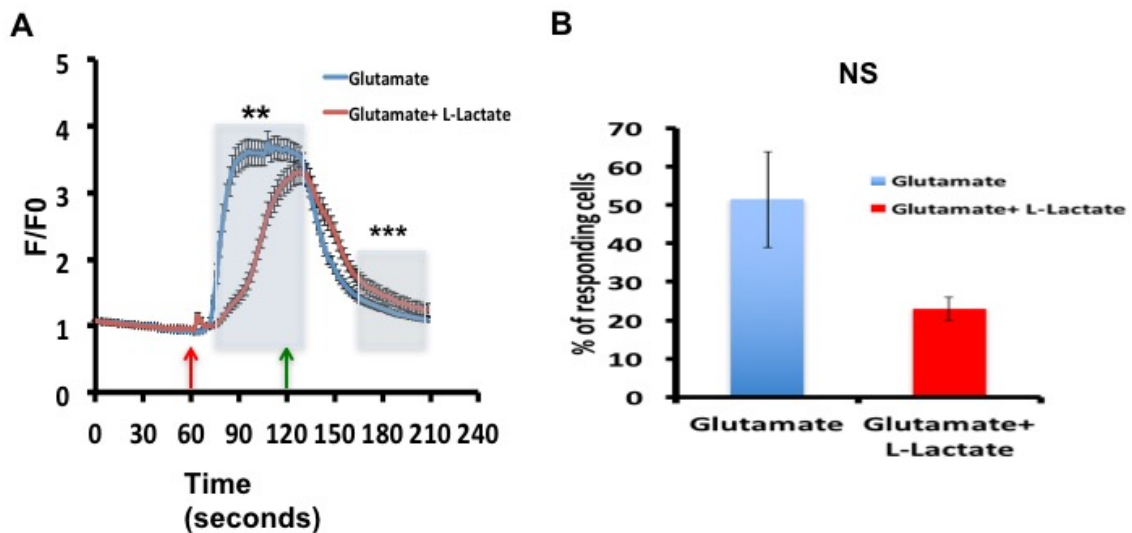 A
5
4
3
2
1
0
F/F0
Glutamate
Glutamate+ L-Lactate
**
***
0 30 60 90 120 150 180 210 240
Time
(seconds)
B
NS
70
60
50
40
30
20
10
0
% of responding cells
Glutamate
Glutamate+ L-Lactate
Glutamate
Glutamate+
L-Lactate